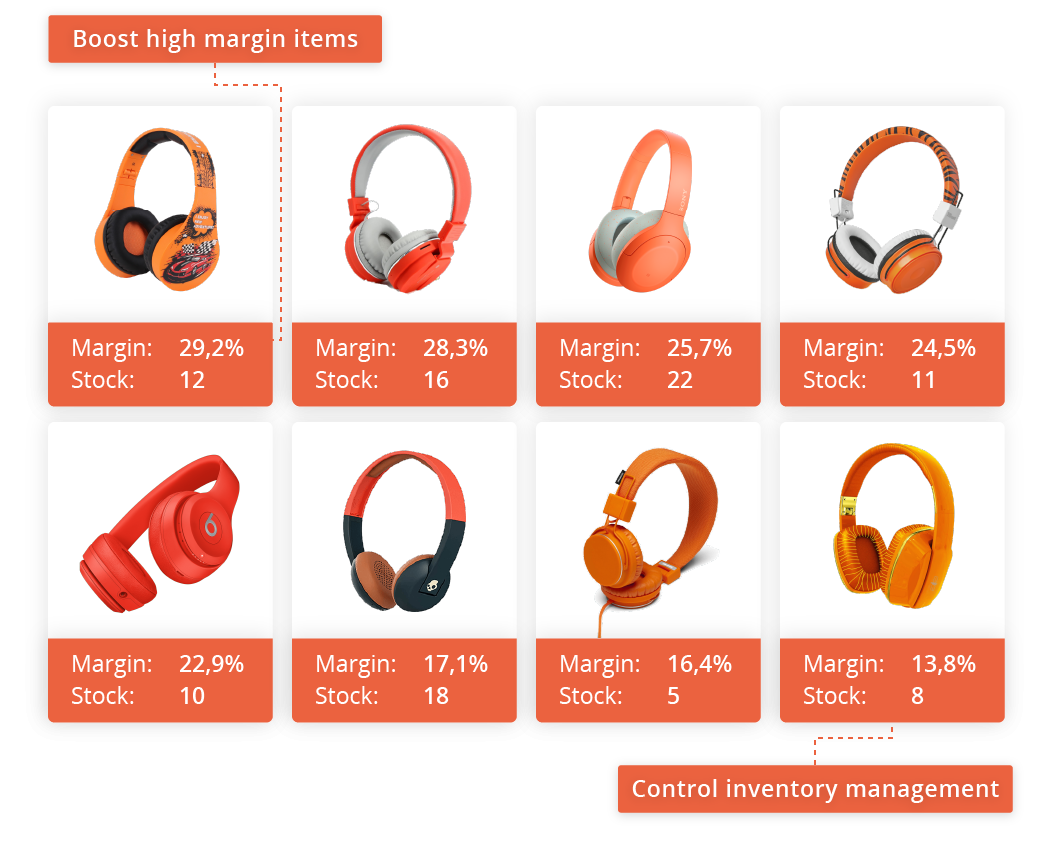 Boost high margin items
Margin: 29,2%
Stock: 12
Margin: 28,3%
Stock: 16
Margin: 25,7%
Stock: 22
Margin: 24,5%
Stock: 11
Margin: 22,9%
Stock: 10
Margin: 17,1%
Stock: 18
Margin: 16,4%
Stock: 5
Margin: 13,8%
Stock: 8
Control inventory management